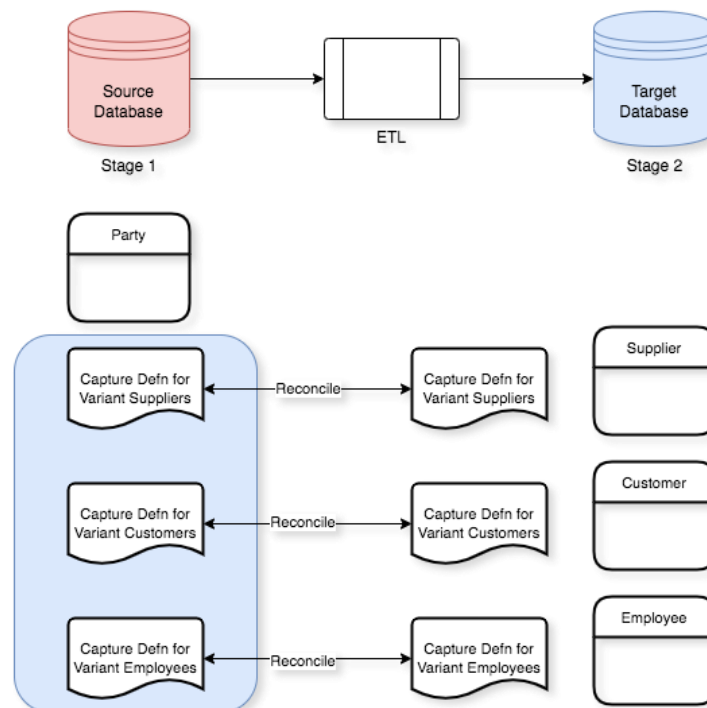 Source
Database
Target
Database
ETL
Stage 1
Stage 2
Party
Supplier
Capture Defn for
Variant Suppliers
Reconcile
Capture Defn for
Variant Suppliers
Customer
Capture Defn for
Variant Customers
Reconcile
Capture Defn for
Variant Customers
Employee
Capture Defn for
Variant Employees
Reconcile
Capture Defn for
Variant Employees